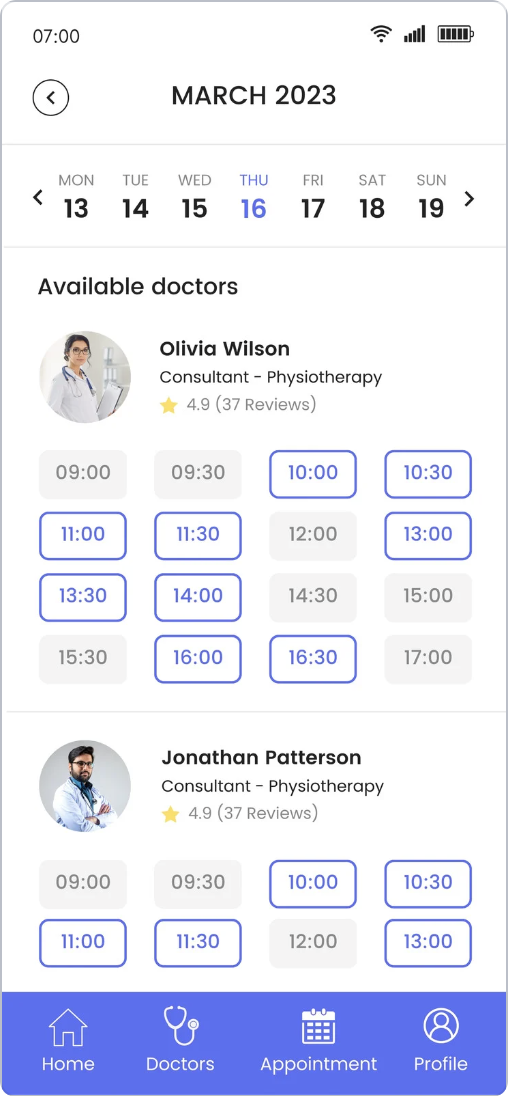 07:00
MARCH 2023
MON TUE WED THU FRI SAT SUN
13 14 15 16 17 18 19
Available doctors
Olivia Wilson
Consultant - Physiotherapy
4.9 (37 Reviews)
09:00 09:30 10:00 10:30
11:00 11:30 12:00 13:00
13:30 14:00 14:30 15:00
15:30 16:00 16:30 17:00
Jonathan Patterson
Consultant - Physiotherapy
4.9 (37 Reviews)
09:00 09:30 10:00 10:30
11:00 11:30 12:00 13:00
Home Doctors Appointment Profile